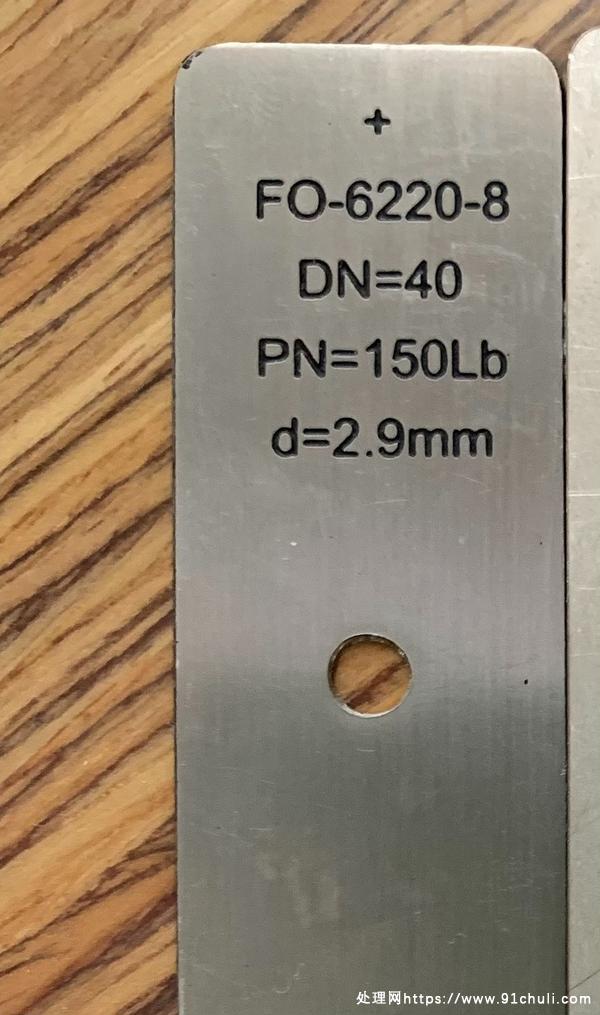 +
FO-6220-8
DN=40
PN=150Lb
d=2.9mm
处理网https://www.91chuli.com/